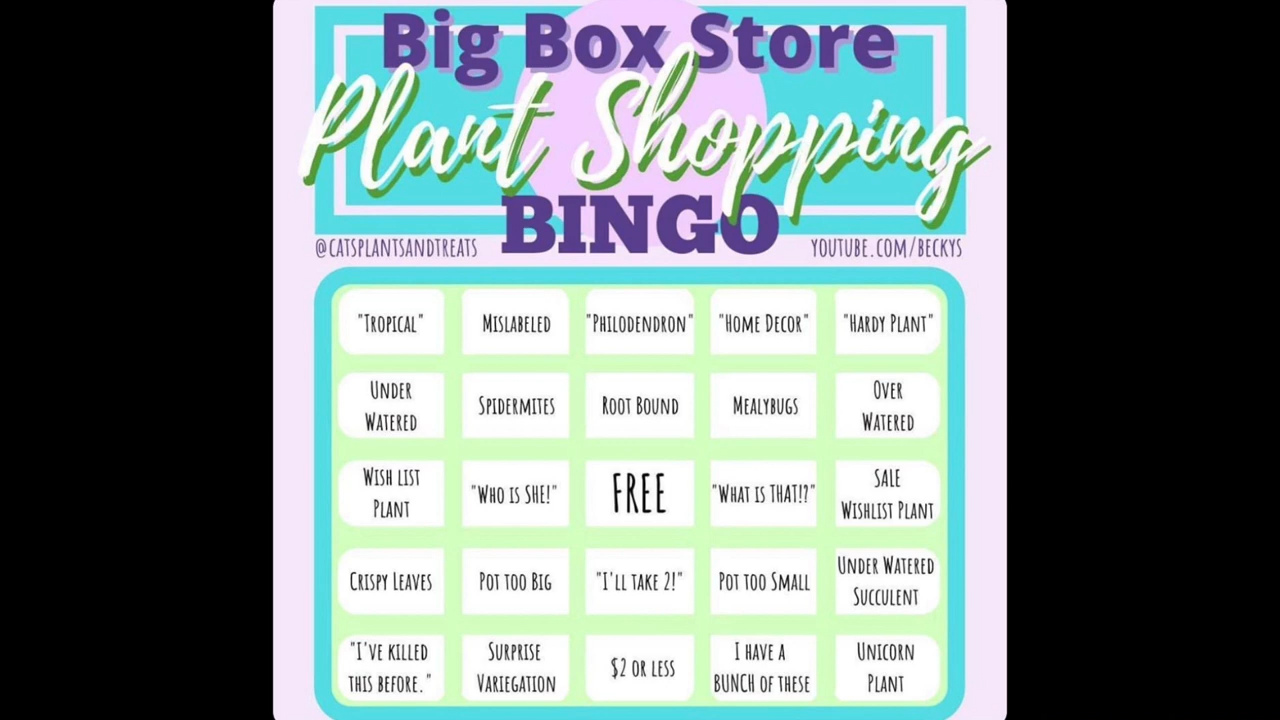 Big Box Store
Plant Shopping
BINGO
@CATSPLANTSANDTREATS
YOUTUBE.COM/BECKYS
"TROPICAL"
MISLABELED
"PHILODENDRON"
"HOME DECOR"
"HARDY PLANT"
UNDER
WATERED
SPIDERMITES
ROOT BOUND
MEALYBUGS
OVER
WATERED
WISH LIST
PLANT
"WHO IS SHE!"
FREE
"WHAT IS THAT!?"
SALE
WISHLIST PLANT
CRISPY LEAVES
POT TOO BIG
"I'LL TAKE 2!"
POT TOO SMALL
UNDER WATERED
SUCCULENT
"I'VE KILLED
THIS BEFORE."
SURPRISE
VARIEGATION
$2 OR LESS
I HAVE A
BUNCH OF THESE
UNICORN
PLANT